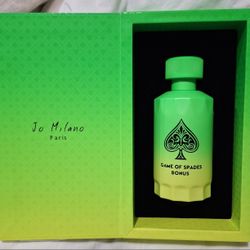 Jo Milano
Paris
GAME OF SPADES
BONUS